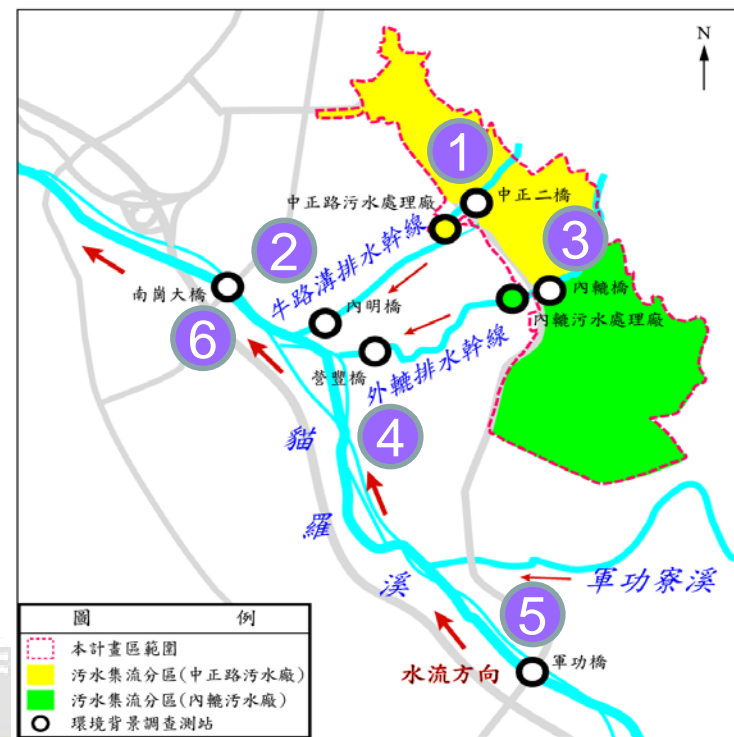 N
1
中正路污水處理廠
中正二橋
2
牛路溝排水幹線
3
南崗大橋
內明橋
內轆橋
內轆污水處理廠
6
營豐橋
外轆排水幹線
4
貓羅溪
軍功寮溪
5
水流方向
軍功橋
圖 例
本計畫區範圍
污水集流分區(中正路污水廠)
污水集流分區(內轆污水廠)
環境背景調查測站